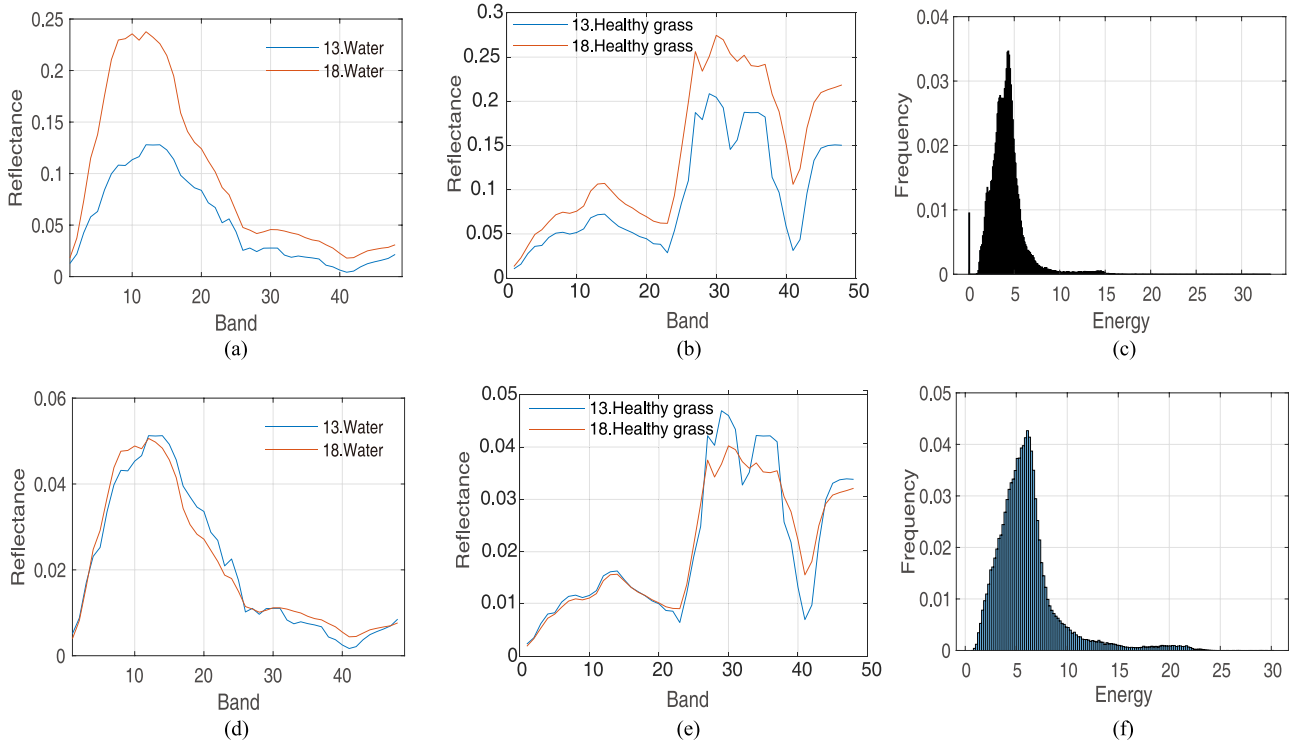 0.25
0.2
0.15
0.1
0.05
0
10
20
30
40
Reflectance
Band
13.Water
18.Water
(a)
0.3
0.25
0.2
0.15
0.1
0.05
0
0
10
20
30
40
50
Reflectance
Band
13.Healthy grass
18.Healthy grass
(b)
0.04
0.03
0.02
0.01
0
0
5
10
15
20
25
30
Frequency
Energy
(c)
0.06
0.04
0.02
0
10
20
30
40
Reflectance
Band
13.Water
18.Water
(d)
0.05
0.04
0.03
0.02
0.01
0
0
10
20
30
40
50
Reflectance
Band
13.Healthy grass
18.Healthy grass
(e)
0.05
0.04
0.03
0.02
0.01
0
0
5
10
15
20
25
30
Frequency
Energy
(f)